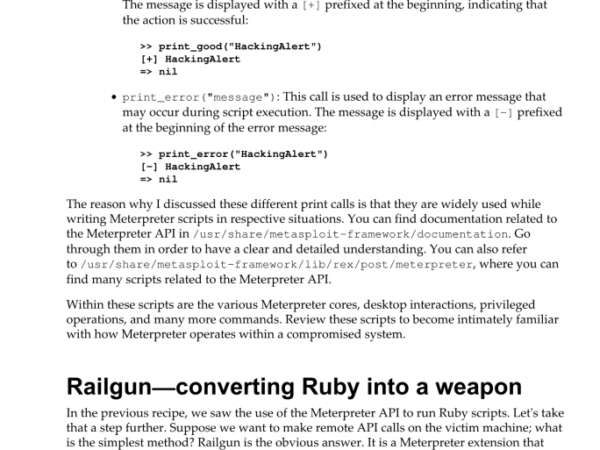 The message is displayed with a [+] prefixed at the beginning, indicating that
the action is successful:
>> print_good("HackingAlert")
[+] HackingAlert
=> nil
• print_error("message"): This call is used to display an error message that
may occur during script execution. The message is displayed with a [-] prefixed
at the beginning of the error message:
>> print_error("HackingAlert")
[-] HackingAlert
=> nil
The reason why I discussed these different print calls is that they are widely used while
writing Meterpreter scripts in respective situations. You can find documentation related to
the Meterpreter API in /usr/share/metasploit-framework/documentation. Go
through them in order to have a clear and detailed understanding. You can also refer
to /usr/share/metasploit-framework/lib/rex/post/meterpreter, where you can
find many scripts related to the Meterpreter API.
Within these scripts are the various Meterpreter cores, desktop interactions, privileged
operations, and many more commands. Review these scripts to become intimately familiar
with how Meterpreter operates within a compromised system.
Railgun—converting Ruby into a weapon
In the previous recipe, we saw the use of the Meterpreter API to run Ruby scripts. Let's take
that a step further. Suppose we want to make remote API calls on the victim machine; what
is the simplest method? Railgun is the obvious answer. It is a Meterpreter extension that